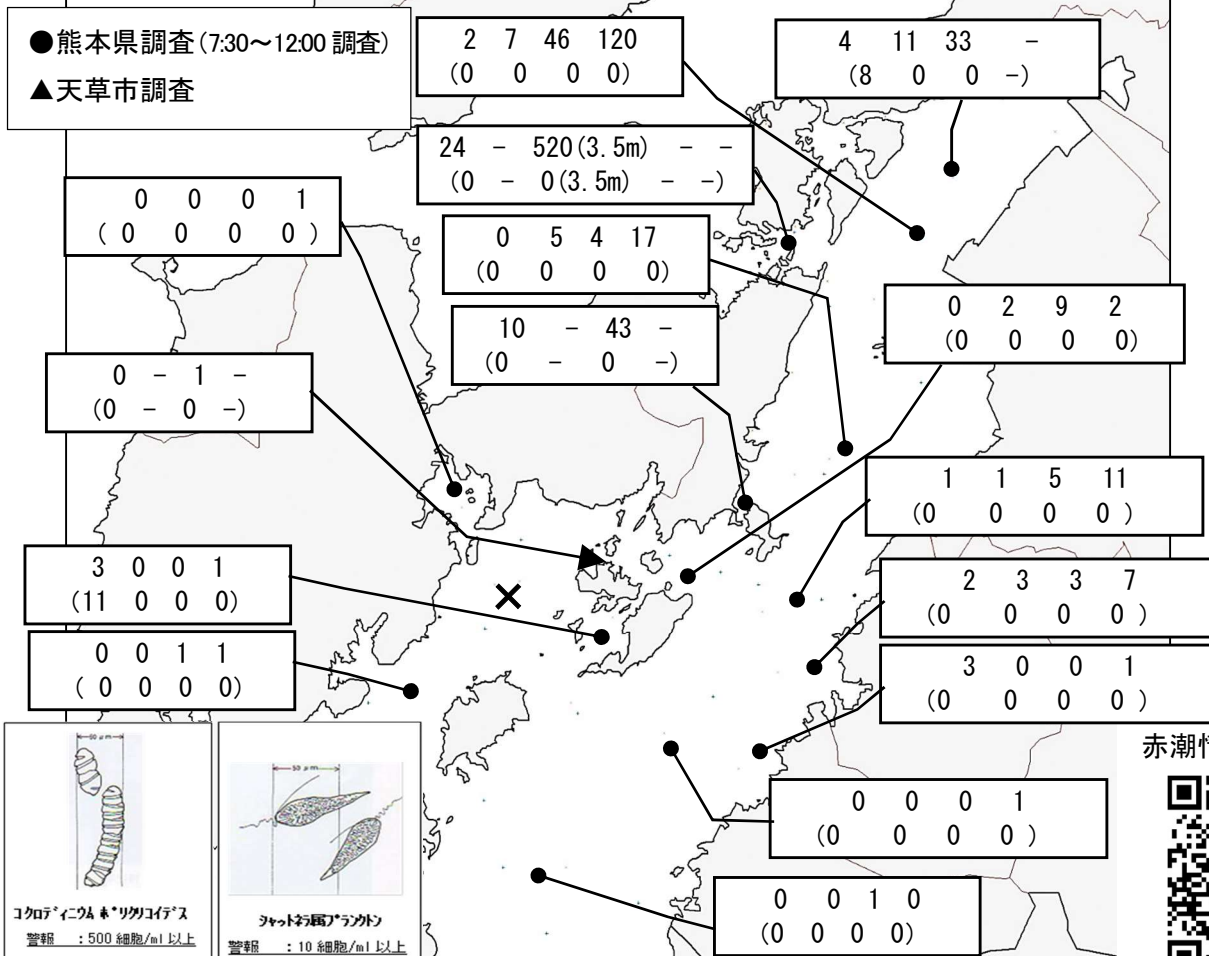 ●熊本県調査(7:30～12:00 調査)
▲天草市調査
2 7 46 120
(0 0 0 0)
4 11 33 -
(8 0 0 -)
24 - 520(3.5m) - -
(0 - 0(3.5m) - -)
0 0 0 1
( 0 0 0 0 )
0 5 4 17
(0 0 0 0)
0 2 9 2
(0 0 0 0)
10 - 43 -
(0 - 0 -)
0 - 1 -
(0 - 0 -)
1 1 5 11
(0 0 0 0 )
3 0 0 1
(11 0 0 0)
2 3 3 7
(0 0 0 0 )
0 0 1 1
( 0 0 0 0)
3 0 0 1
(0 0 0 0 )
赤潮情
0 0 0 1
(0 0 0 0 )
0 0 1 0
(0 0 0 0)
50 μm
コクロディニウム ポリクリコイデス
警報 ：500 細胞/ml 以上
50 μm
シャットネラ属プランクトン
警報 ：10 細胞/ml 以上